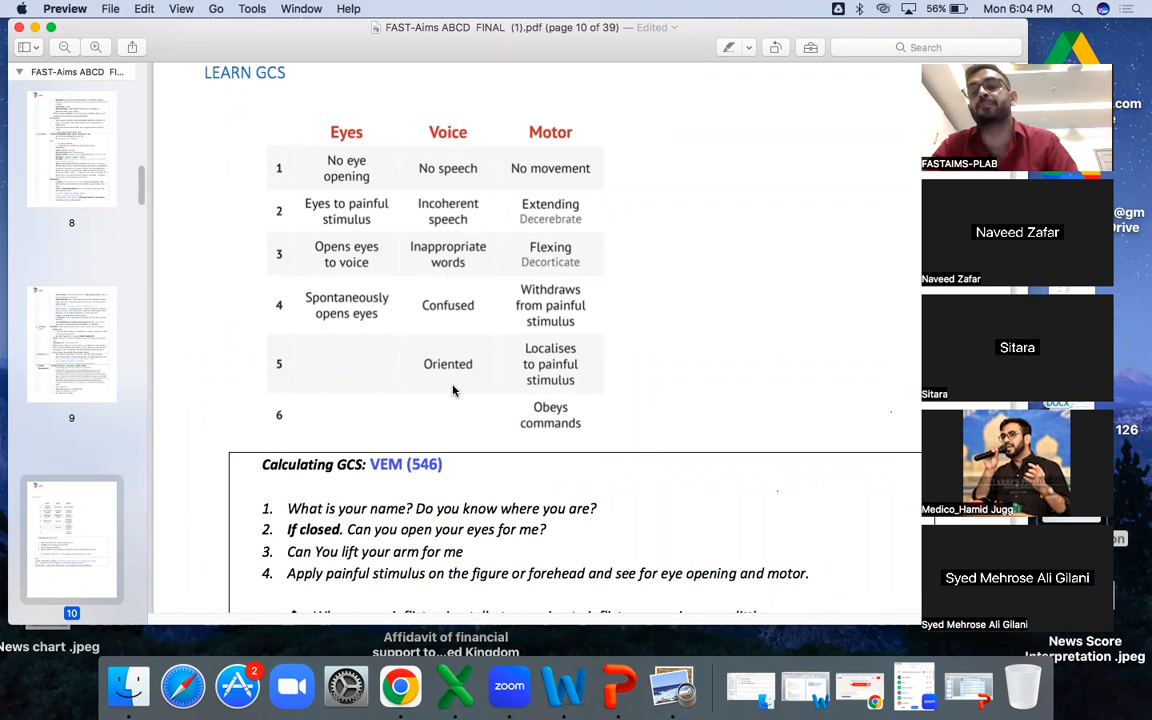 Preview File Edit View Go Tools Window Help
56% Mon 6:04 PM
FAST-Aims ABCD FINAL (1).pdf (page 10 of 39) — Edited
Search
FAST-Aims ABCD Fi...
8
9
10
LEARN GCS
Eyes Voice Motor
1 No eye opening No speech No movement
2 Eyes to painful stimulus Incoherent speech Extending Decerebrate
3 Opens eyes to voice Inappropriate words Flexing Decorticate
4 Spontaneously opens eyes Confused Withdraws from painful stimulus
5 Oriented Localises to painful stimulus
6 Obeys commands
Calculating GCS: VEM (546)
1. What is your name? Do you know where you are?
2. If closed. Can you open your eyes for me?
3. Can You lift your arm for me
4. Apply painful stimulus on the figure or forehead and see for eye opening and motor.
FASTAIMS-PLAB
Naveed Zafar
Naveed Zafar
Sitara
Sitara
Medico_Hamid Jugg
Syed Mehrose Ali Gilani
Syed Mehrose Ali Gilani
.com
@gm
Drive
DOCX
126
on
News chart .jpeg
Affidavit of financial
support to...ed Kingdom
News Score
Interpretation .jpeg
2
zoom